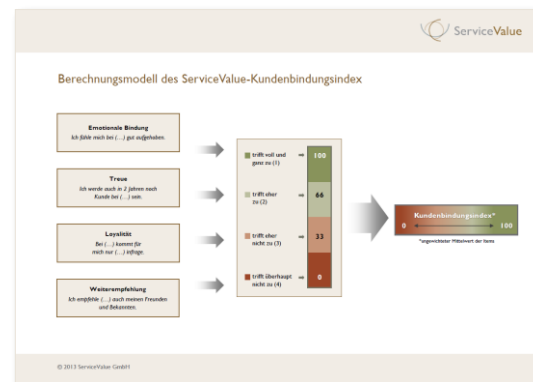 ServiceValue
Berechnungsmodell des ServiceValue-Kundenbindungsindex
Emotionale Bindung
Ich fühle mich bei (…) gut aufgehoben.
Treue
Ich werde auch in 2 Jahren noch
Kunde bei (…) sein.
Loyalität
Bei (…) kommt für
mich nur (…) infrage.
Weiterempfehlung
Ich empfehle (…) auch meinen Freunden
und Bekannten.
trifft voll und
ganz zu (1)
100
trifft eher
zu (2)
66
trifft eher
nicht zu (3)
33
trifft überhaupt
nicht zu (4)
0
Kundenbindungsindex*
0
100
*ungewichteter Mittelwert der Items
© 2013 ServiceValue GmbH